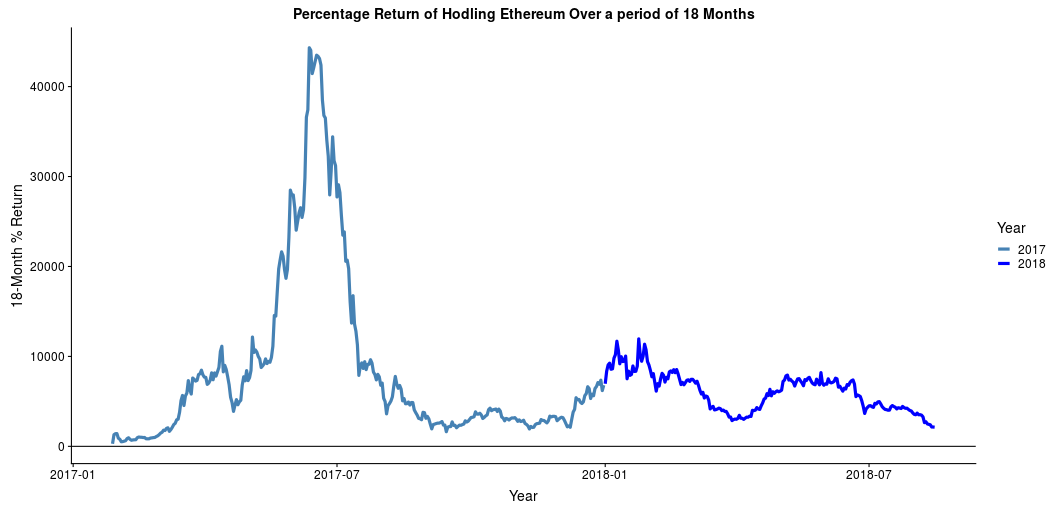 Percentage Return of Hodling Ethereum Over a period of 18 Months
18-Month % Return
40000
30000
20000
10000
0
2017-01
2017-07
2018-01
2018-07
Year
Year
2017
2018